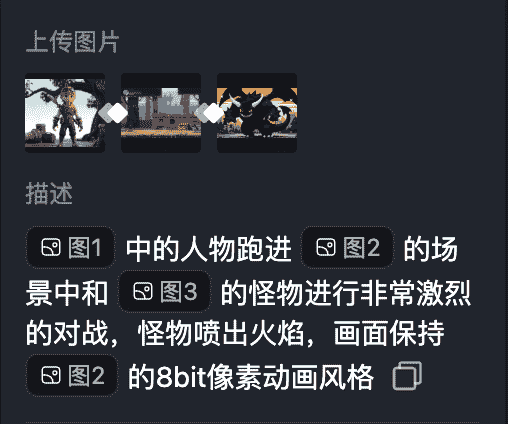 上传图片
描述
图1 中的人物跑进 图2 的场
景中和 图3 的怪物进行非常激烈
的对战，怪物喷出火焰，画面保持
图2 的8bit像素动画风格